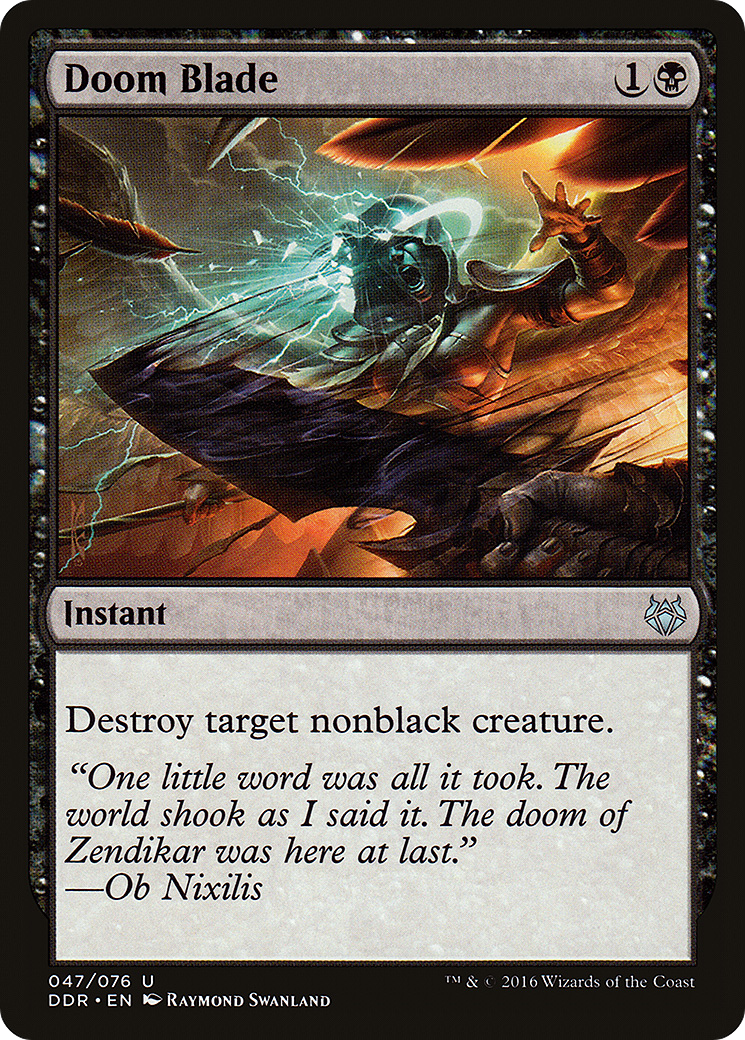 Doom Blade
1
Instant
Destroy target nonblack creature.
“One little word was all it took. The
world shook as I said it. The doom of
Zendikar was here at last.”
—Ob Nixilis
047/076 U
DDR • EN Raymond Swanland
™ & © 2016 Wizards of the Coast